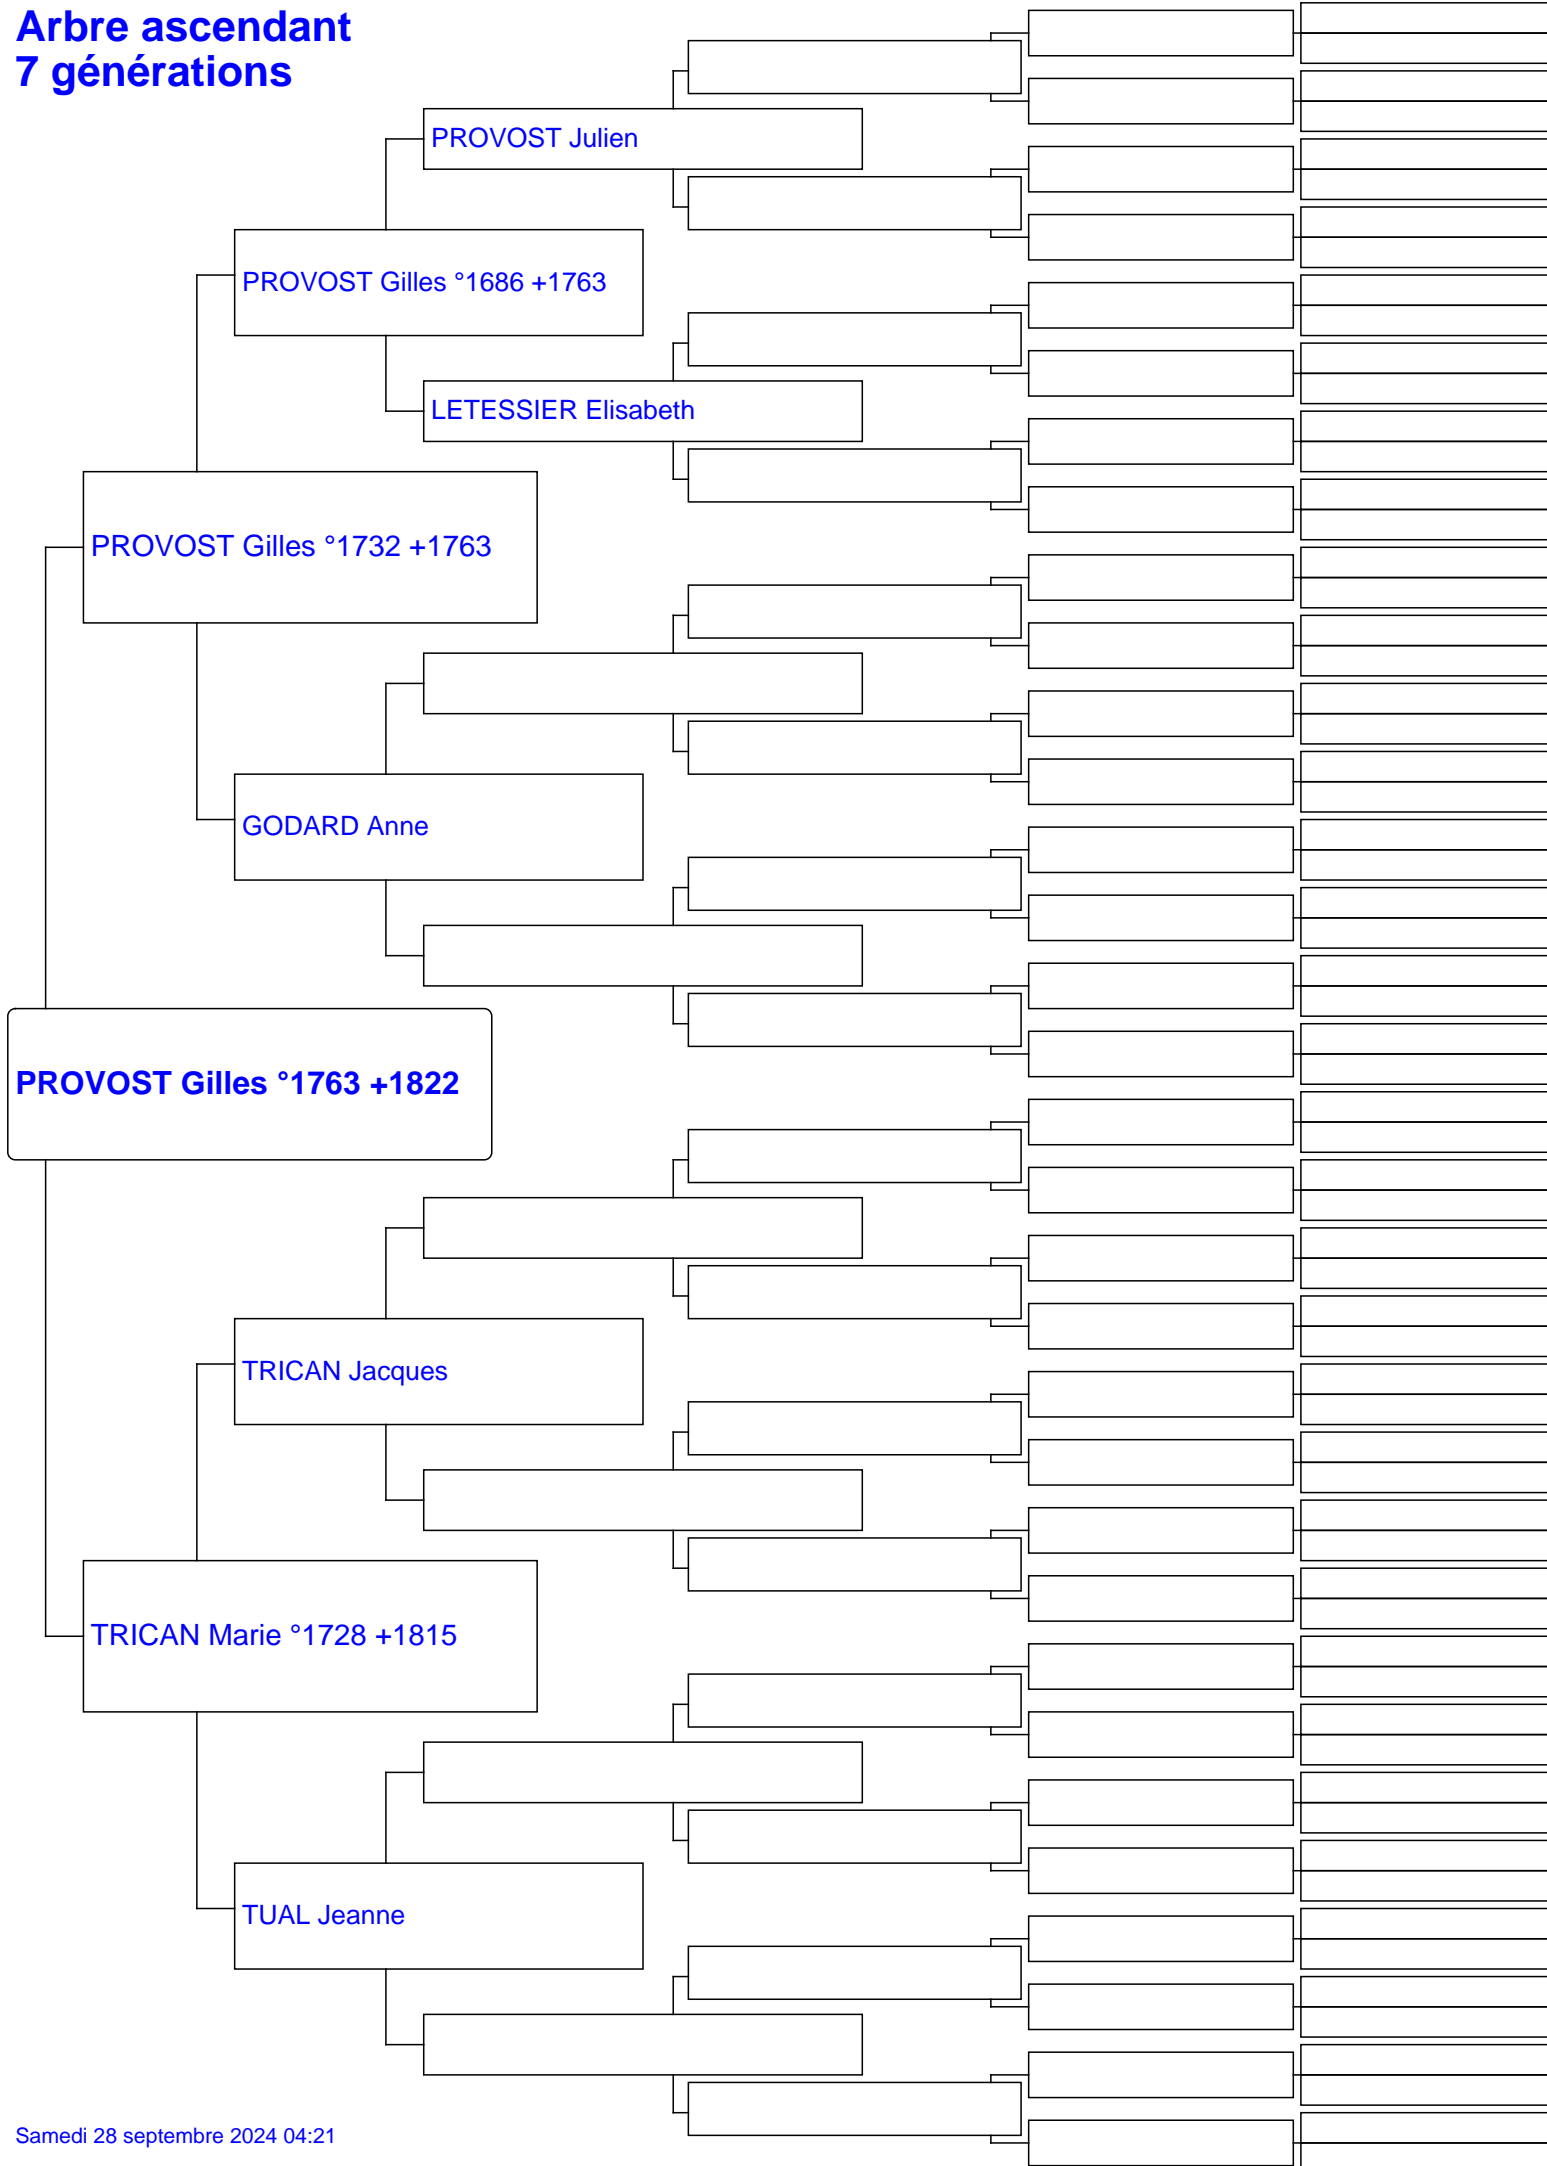 Arbre ascendant
7 générations
PROVOST Julien
PROVOST Gilles °1686 +1763
LETESSIER Elisabeth
PROVOST Gilles °1732 +1763
GODARD Anne
PROVOST Gilles °1763 +1822
TRICAN Jacques
TRICAN Marie °1728 +1815
TUAL Jeanne
Samedi 28 septembre 2024 04:21